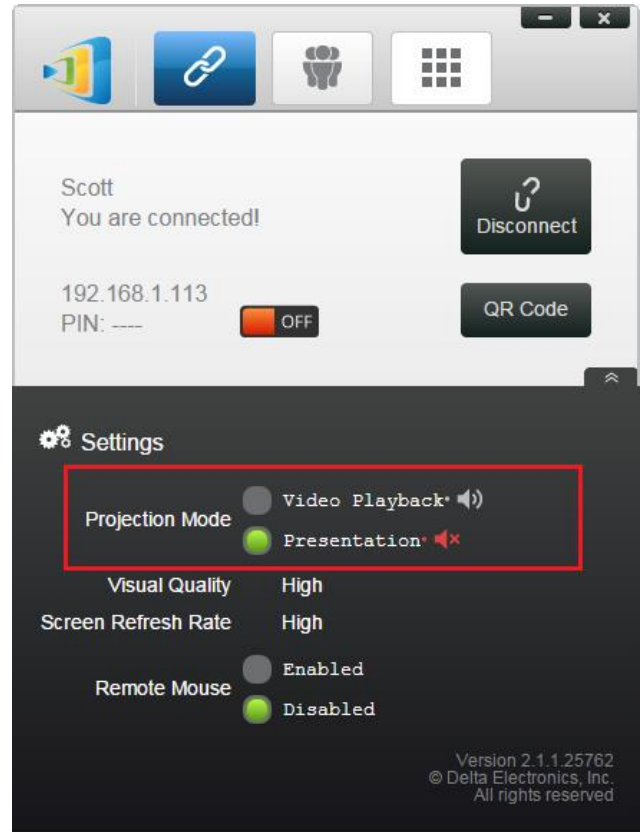 Scott
You are connected!
Disconnect
192.168.1.113
PIN: ----
OFF
QR Code
Settings
Projection Mode
Video Playback
Presentation
Visual Quality High
Screen Refresh Rate High
Remote Mouse
Enabled
Disabled
Version 2.1.1.25762
© Delta Electronics, Inc.
All rights reserved